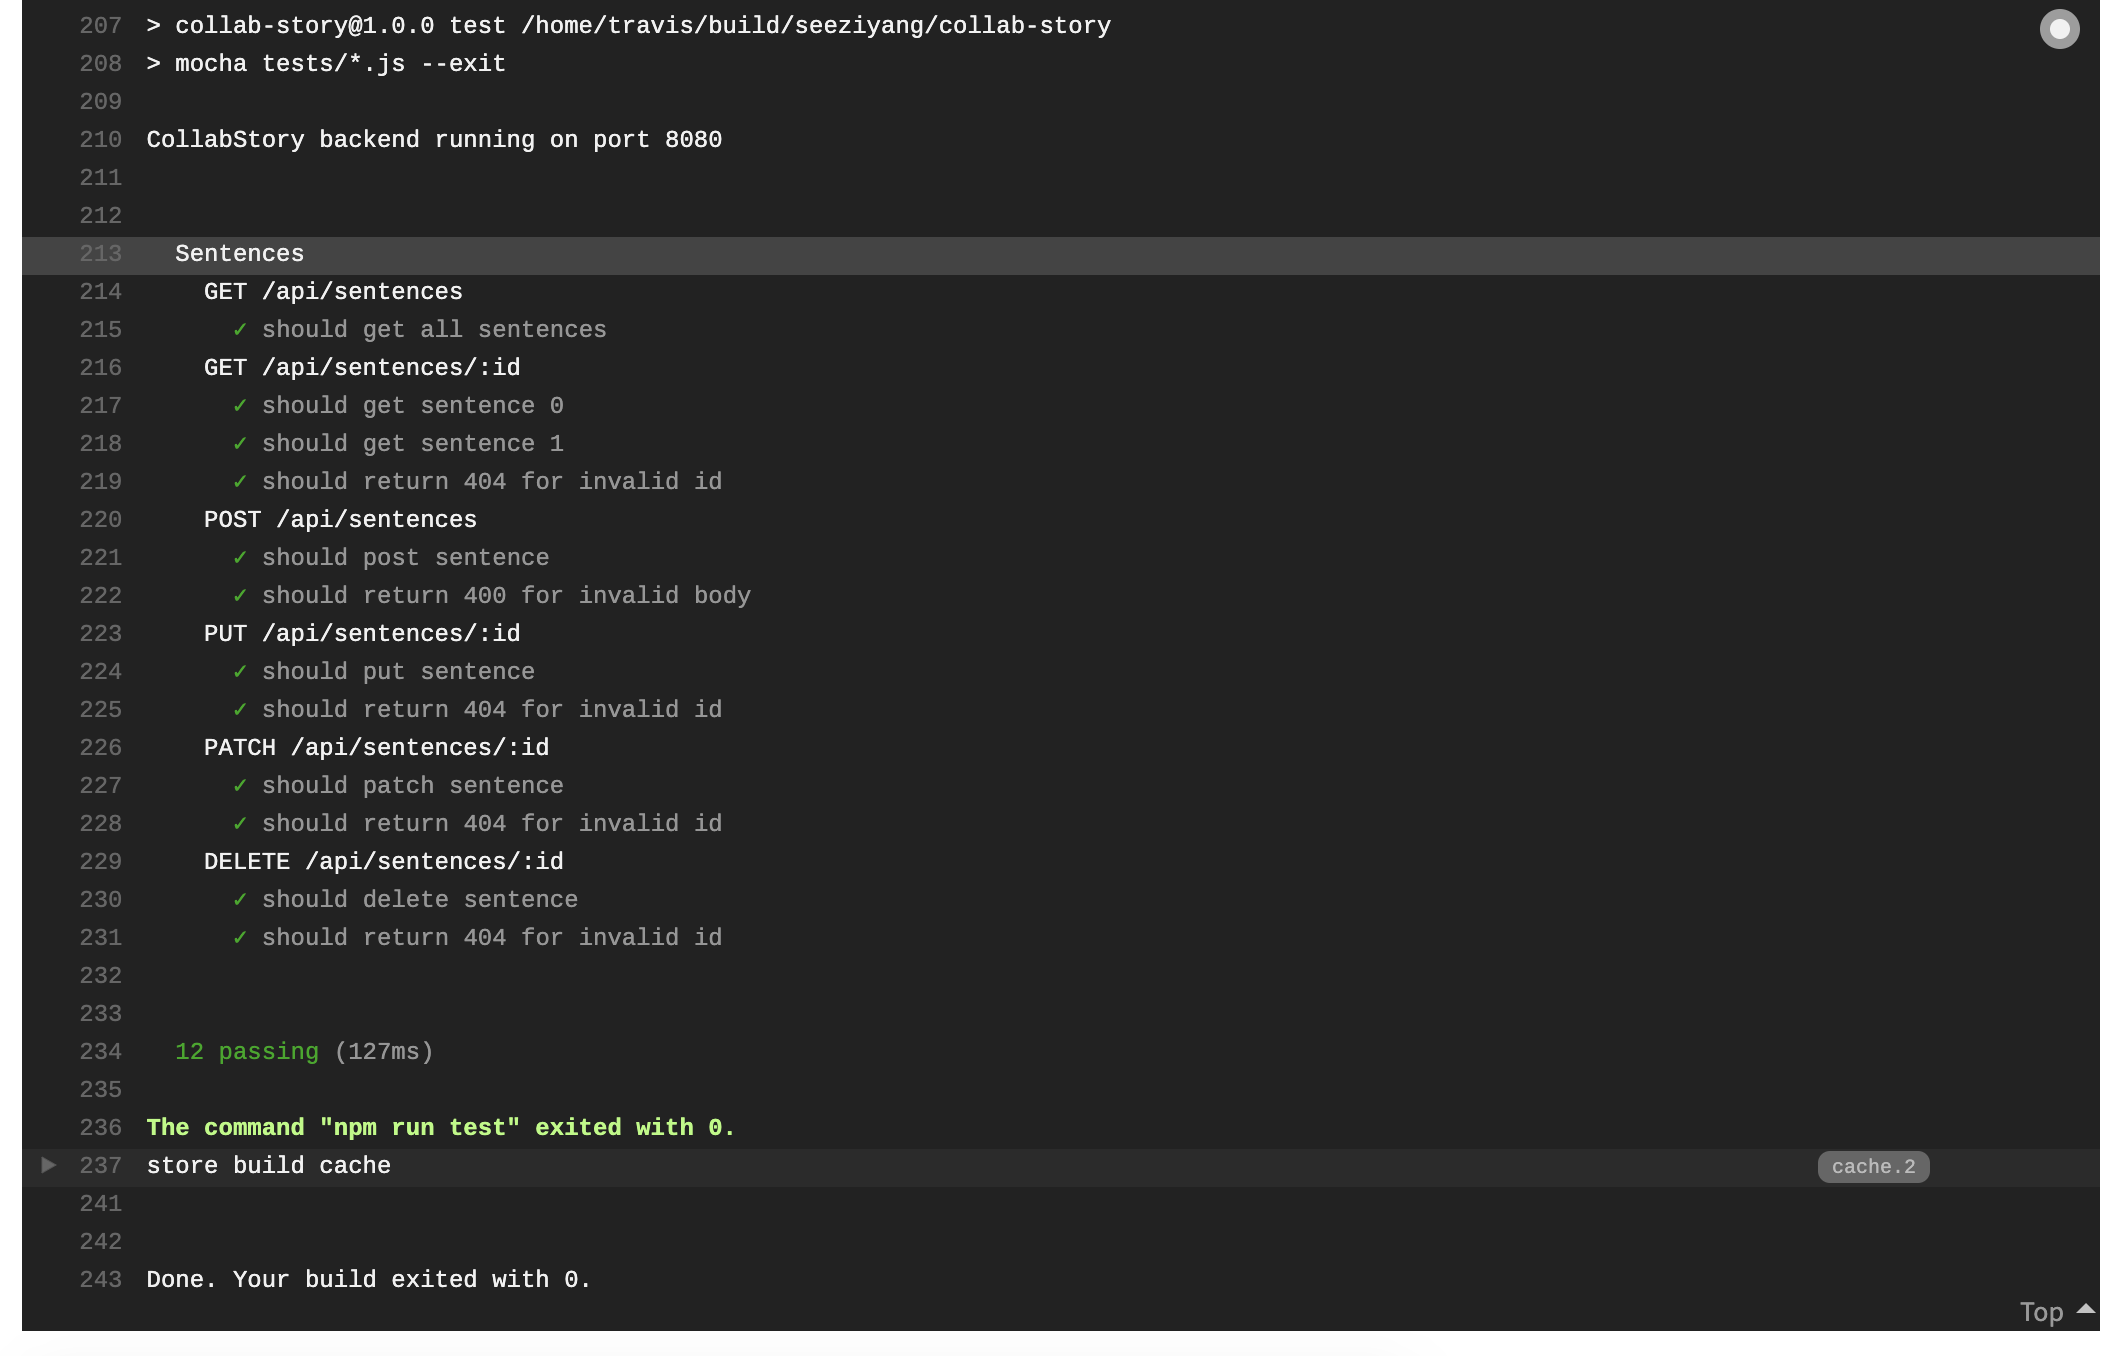 207 > collab-story@1.0.0 test /home/travis/build/seeziyang/collab-story
208 > mocha tests/*.js --exit
209
210 CollabStory backend running on port 8080
211
212
213 Sentences
214 GET /api/sentences
215 ✓ should get all sentences
216 GET /api/sentences/:id
217 ✓ should get sentence 0
218 ✓ should get sentence 1
219 ✓ should return 404 for invalid id
220 POST /api/sentences
221 ✓ should post sentence
222 ✓ should return 400 for invalid body
223 PUT /api/sentences/:id
224 ✓ should put sentence
225 ✓ should return 404 for invalid id
226 PATCH /api/sentences/:id
227 ✓ should patch sentence
228 ✓ should return 404 for invalid id
229 DELETE /api/sentences/:id
230 ✓ should delete sentence
231 ✓ should return 404 for invalid id
232
233
234 12 passing (127ms)
235
236 The command "npm run test" exited with 0.
237 store build cache cache.2
241
242
243 Done. Your build exited with 0.
Top